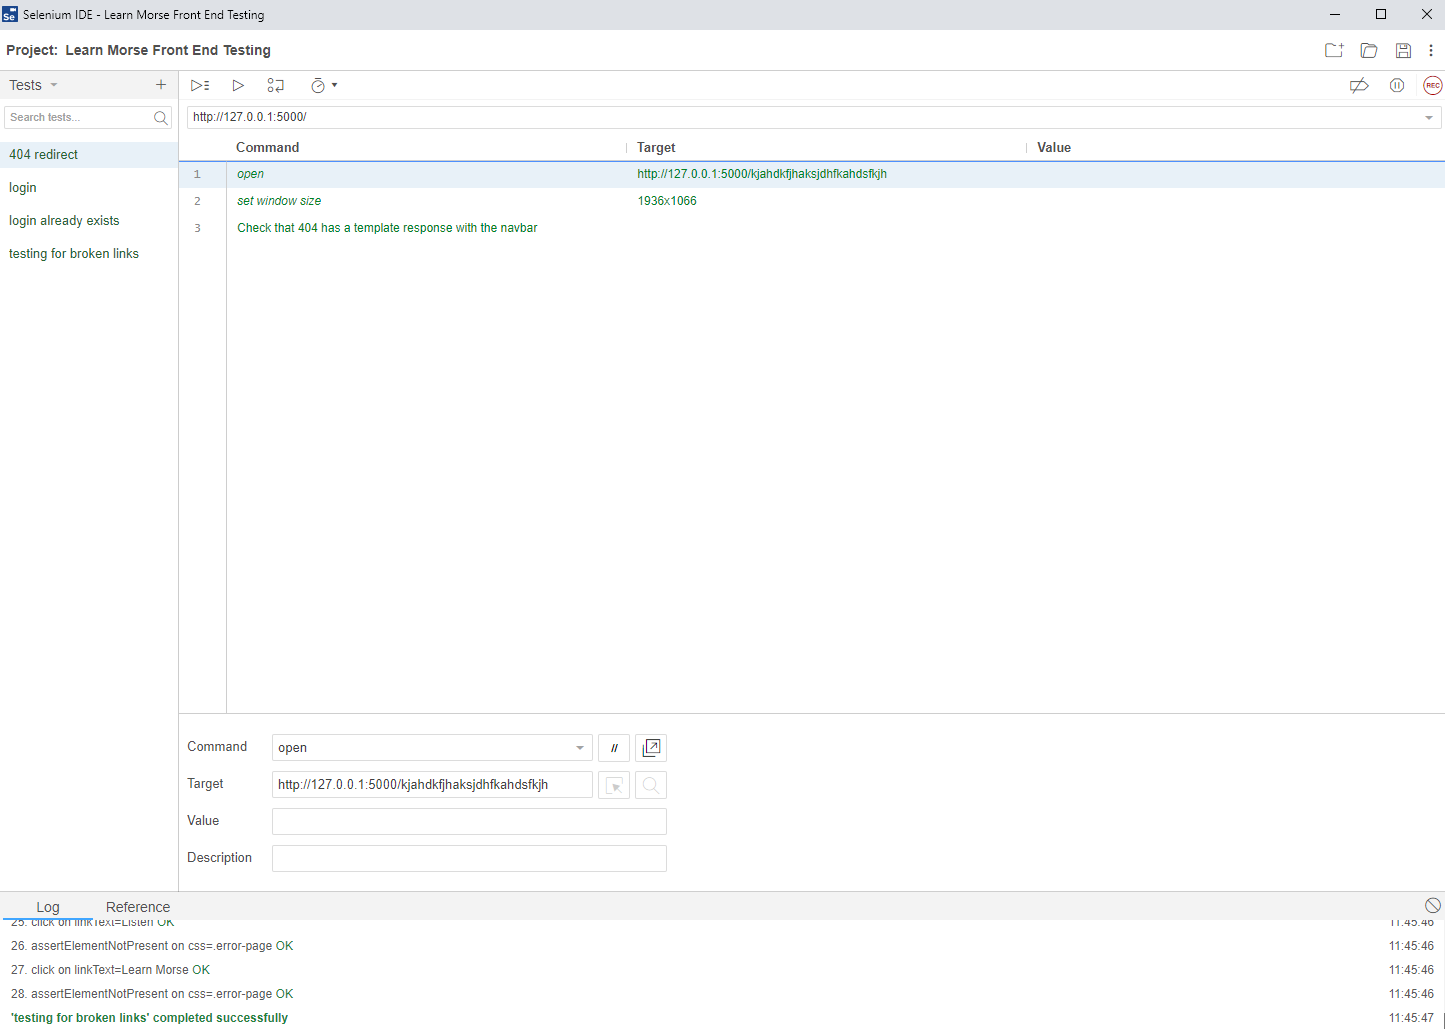 Se Selenium IDE - Learn Morse Front End Testing
Project: Learn Morse Front End Testing
Tests
+
REC
Search tests...
http://127.0.0.1:5000/
Command Target Value
404 redirect
login
login already exists
testing for broken links
1 open http://127.0.0.1:5000/kjahdkfjhaksjdhfkahdsfkjh
2 set window size 1936x1066
3 Check that 404 has a template response with the navbar
Command open //
Target http://127.0.0.1:5000/kjahdkfjhaksjdhfkahdsfkjh
Value
Description
Log Reference
25. click on linkText=Listen OK 11:45:46
26. assertElementNotPresent on css=.error-page OK 11:45:46
27. click on linkText=Learn Morse OK 11:45:46
28. assertElementNotPresent on css=.error-page OK 11:45:46
'testing for broken links' completed successfully 11:45:47